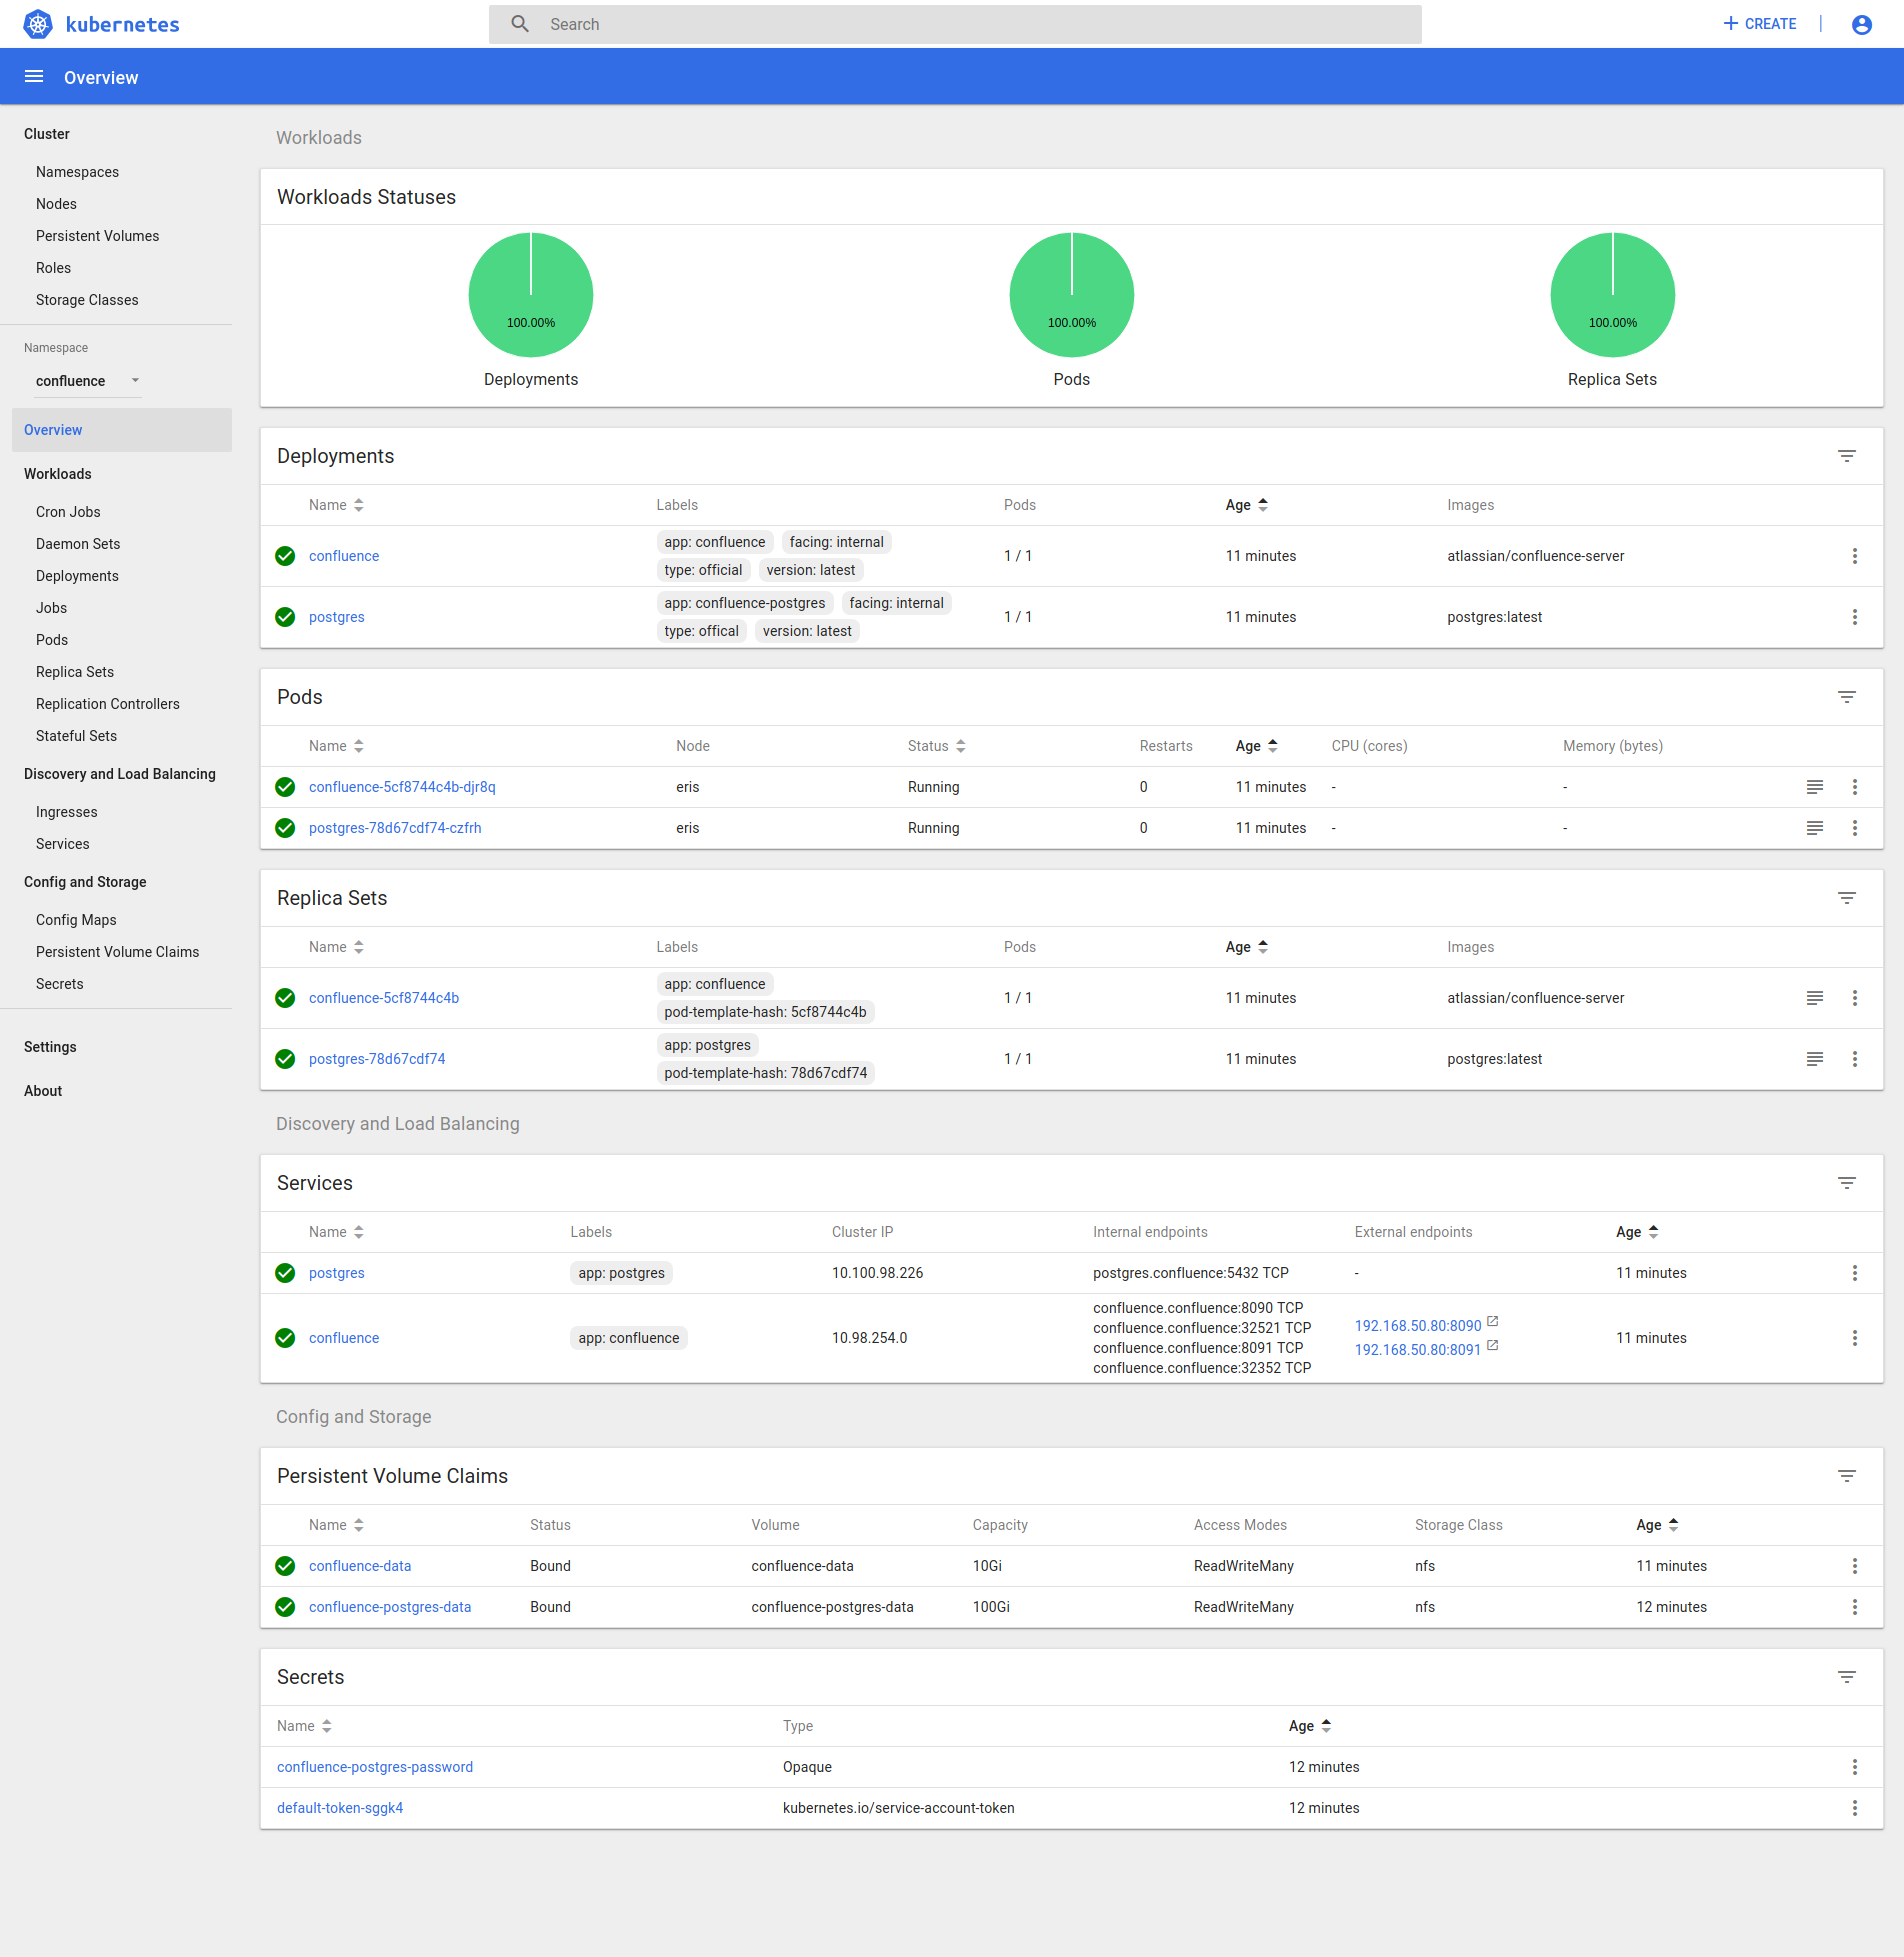 kubernetes
Search
CREATE
Overview
Cluster
Namespaces
Nodes
Persistent Volumes
Roles
Storage Classes
Namespace
confluence
Overview
Workloads
Cron Jobs
Daemon Sets
Deployments
Jobs
Pods
Replica Sets
Replication Controllers
Stateful Sets
Discovery and Load Balancing
Ingresses
Services
Config and Storage
Config Maps
Persistent Volume Claims
Secrets
Settings
About
Workloads
Workloads Statuses
100.00% 100.00% 100.00%
Deployments Pods Replica Sets
Deployments
Name Labels Pods Age Images
confluence app: confluence facing: internal 1 / 1 11 minutes atlassian/confluence-server
type: official version: latest
postgres app: confluence-postgres facing: internal 1 / 1 11 minutes postgres:latest
type: offical version: latest
Pods
Name Node Status Restarts Age CPU (cores) Memory (bytes)
confluence-5cf8744c4b-djr8q eris Running 0 11 minutes - -
postgres-78d67cdf74-czfrh eris Running 0 11 minutes - -
Replica Sets
Name Labels Pods Age Images
confluence-5cf8744c4b app: confluence 1 / 1 11 minutes atlassian/confluence-server
pod-template-hash: 5cf8744c4b
postgres-78d67cdf74 app: postgres 1 / 1 11 minutes postgres:latest
pod-template-hash: 78d67cdf74
Discovery and Load Balancing
Services
Name Labels Cluster IP Internal endpoints External endpoints Age
postgres app: postgres 10.100.98.226 postgres.confluence:5432 TCP - 11 minutes
confluence app: confluence 10.98.254.0 confluence.confluence:8090 TCP 192.168.50.80:8090 11 minutes
confluence.confluence:32521 TCP 192.168.50.80:8091
confluence.confluence:8091 TCP
confluence.confluence:32352 TCP
Config and Storage
Persistent Volume Claims
Name Status Volume Capacity Access Modes Storage Class Age
confluence-data Bound confluence-data 10Gi ReadWriteMany nfs 11 minutes
confluence-postgres-data Bound confluence-postgres-data 100Gi ReadWriteMany nfs 12 minutes
Secrets
Name Type Age
confluence-postgres-password Opaque 12 minutes
default-token-sggk4 kubernetes.io/service-account-token 12 minutes